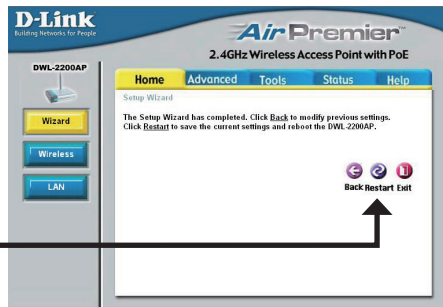 D-Link
Building Networks for People
Air Premier™
2.4GHz Wireless Access Point with PoE
DWL-2200AP
Home Advanced Tools Status Help
Setup Wizard
The Setup Wizard has completed. Click Back to modify previous settings.
Click Restart to save the current settings and reboot the DWL-2200AP.
Wizard
Wireless
LAN
Back Restart Exit